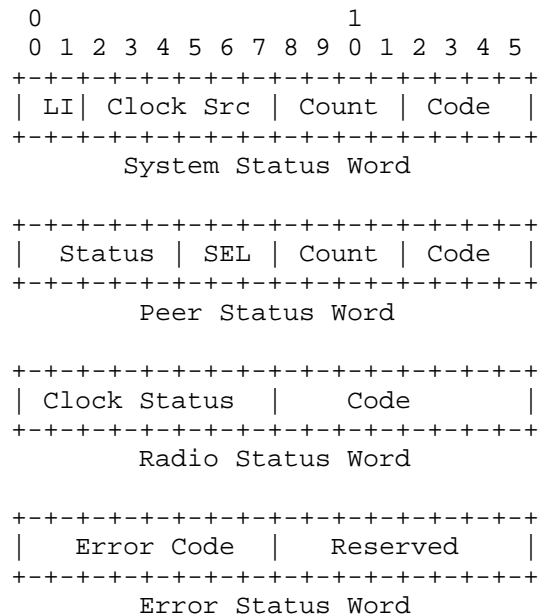 0                   1
0 1 2 3 4 5 6 7 8 9 0 1 2 3 4 5
+-+-+-+-+-+-+-+-+-+-+-+-+-+-+-+-+
| LI| Clock Src | Count | Code  |
+-+-+-+-+-+-+-+-+-+-+-+-+-+-+-+-+
System Status Word
+-+-+-+-+-+-+-+-+-+-+-+-+-+-+-+-+
|  Status | SEL | Count | Code  |
+-+-+-+-+-+-+-+-+-+-+-+-+-+-+-+-+
Peer Status Word
+-+-+-+-+-+-+-+-+-+-+-+-+-+-+-+-+
| Clock Status  |    Code       |
+-+-+-+-+-+-+-+-+-+-+-+-+-+-+-+-+
Radio Status Word
+-+-+-+-+-+-+-+-+-+-+-+-+-+-+-+-+
|   Error Code  |   Reserved    |
+-+-+-+-+-+-+-+-+-+-+-+-+-+-+-+-+
Error Status Word